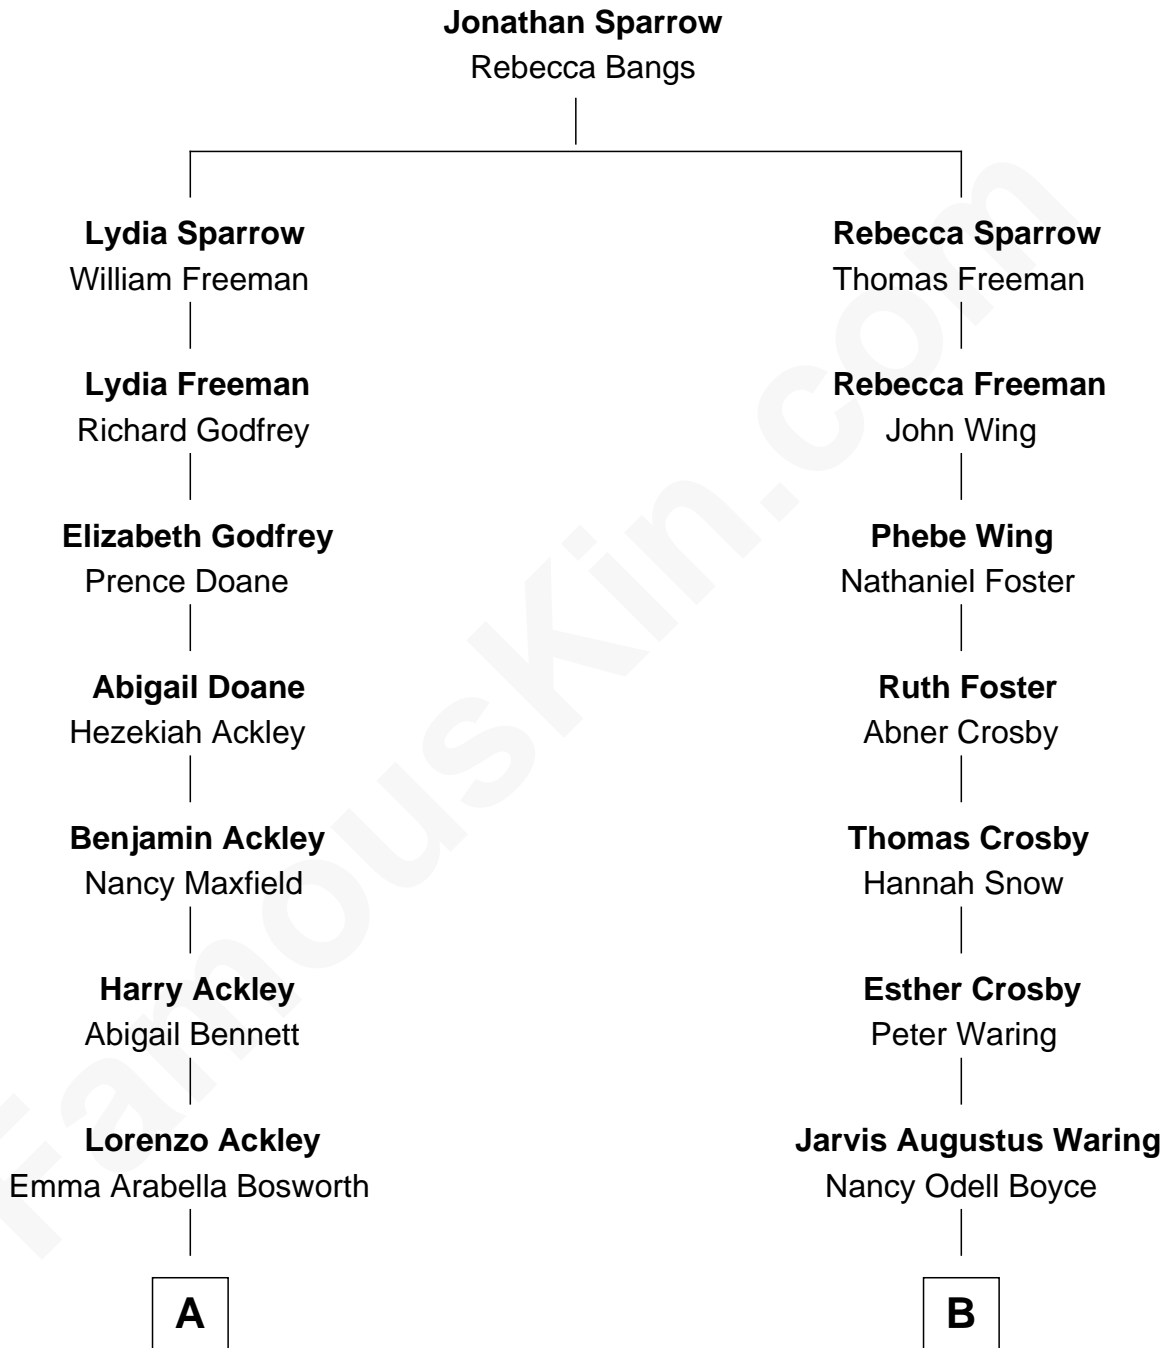 Jonathan Sparrow
Rebecca Bangs
Lydia Sparrow
William Freeman
Rebecca Sparrow
Thomas Freeman
Lydia Freeman
Richard Godfrey
Rebecca Freeman
John Wing
Elizabeth Godfrey
Prence Doane
Phebe Wing
Nathaniel Foster
Abigail Doane
Hezekiah Ackley
Ruth Foster
Abner Crosby
Benjamin Ackley
Nancy Maxfield
Thomas Crosby
Hannah Snow
Harry Ackley
Abigail Bennett
Esther Crosby
Peter Waring
Lorenzo Ackley
Emma Arabella Bosworth
Jarvis Augustus Waring
Nancy Odell Boyce
A
B
FamousKin.com